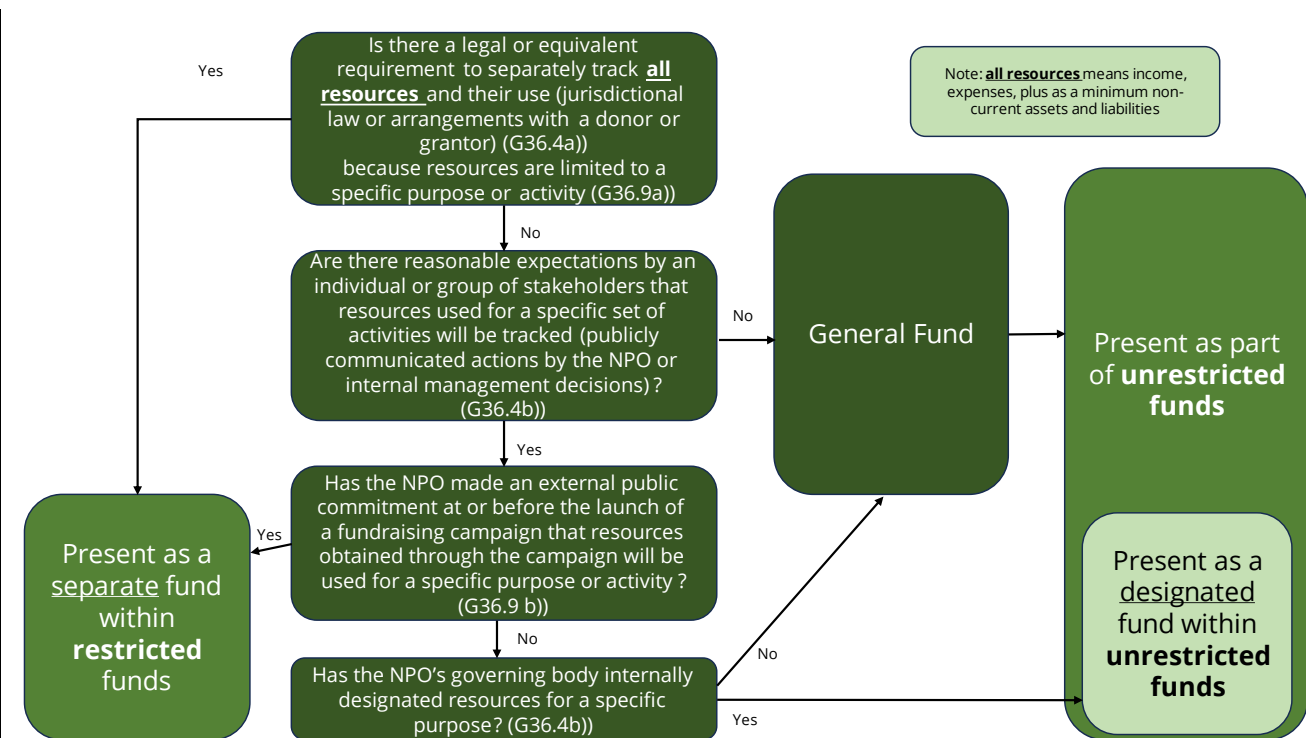 Is there a legal or equivalent
requirement to separately track all
resources and their use (jurisdictional
law or arrangements with a donor or
grantor) (G36.4a))
because resources are limited to a
specific purpose or activity (G36.9a))
Yes
Note: all resources means income,
expenses, plus as a minimum non-
current assets and liabilities
No
Are there reasonable expectations by an
individual or group of stakeholders that
resources used for a specific set of
activities will be tracked (publicly
communicated actions by the NPO or
internal management decisions) ?
(G36.4b))
No
General Fund
Present as part
of unrestricted
funds
Yes
Has the NPO made an external public
commitment at or before the launch of
a fundraising campaign that resources
obtained through the campaign will be
used for a specific purpose or activity ?
(G36.9 b))
Yes
Present as a
separate fund
within
restricted
funds
No
Has the NPO’s governing body internally
designated resources for a specific
purpose? (G36.4b))
No
Yes
Present as a
designated
fund within
unrestricted
funds